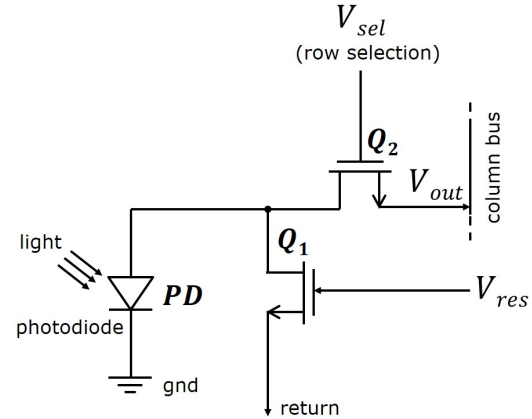 V_sel
(row selection)
Q_2
V_out
column bus
Q_1
light
PD
V_res
photodiode
gnd
return